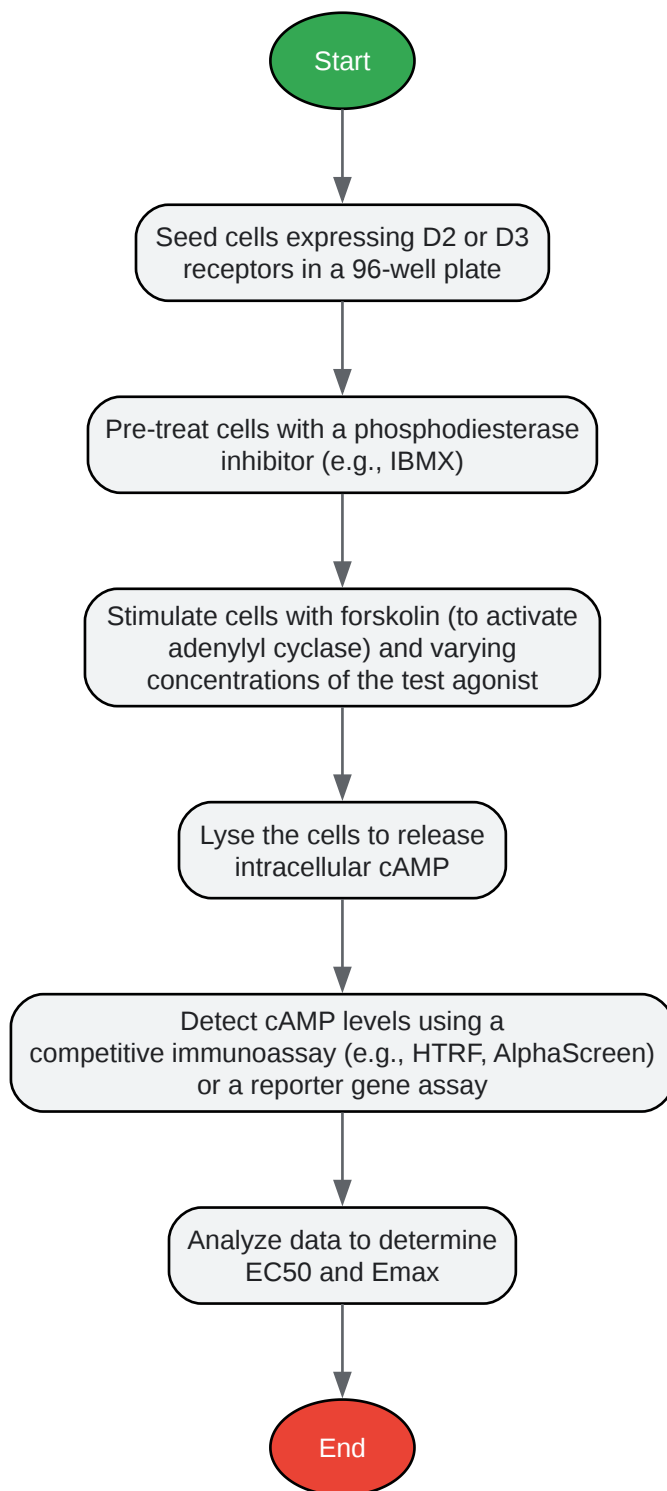 Start
Seed cells expressing D2 or D3
receptors in a 96-well plate
Pre-treat cells with a phosphodiesterase
inhibitor (e.g., IBMX)
Stimulate cells with forskolin (to activate
adenylyl cyclase) and varying
concentrations of the test agonist
Lyse the cells to release
intracellular cAMP
Detect cAMP levels using a
competitive immunoassay (e.g., HTRF, AlphaScreen)
or a reporter gene assay
Analyze data to determine
EC50 and Emax
End